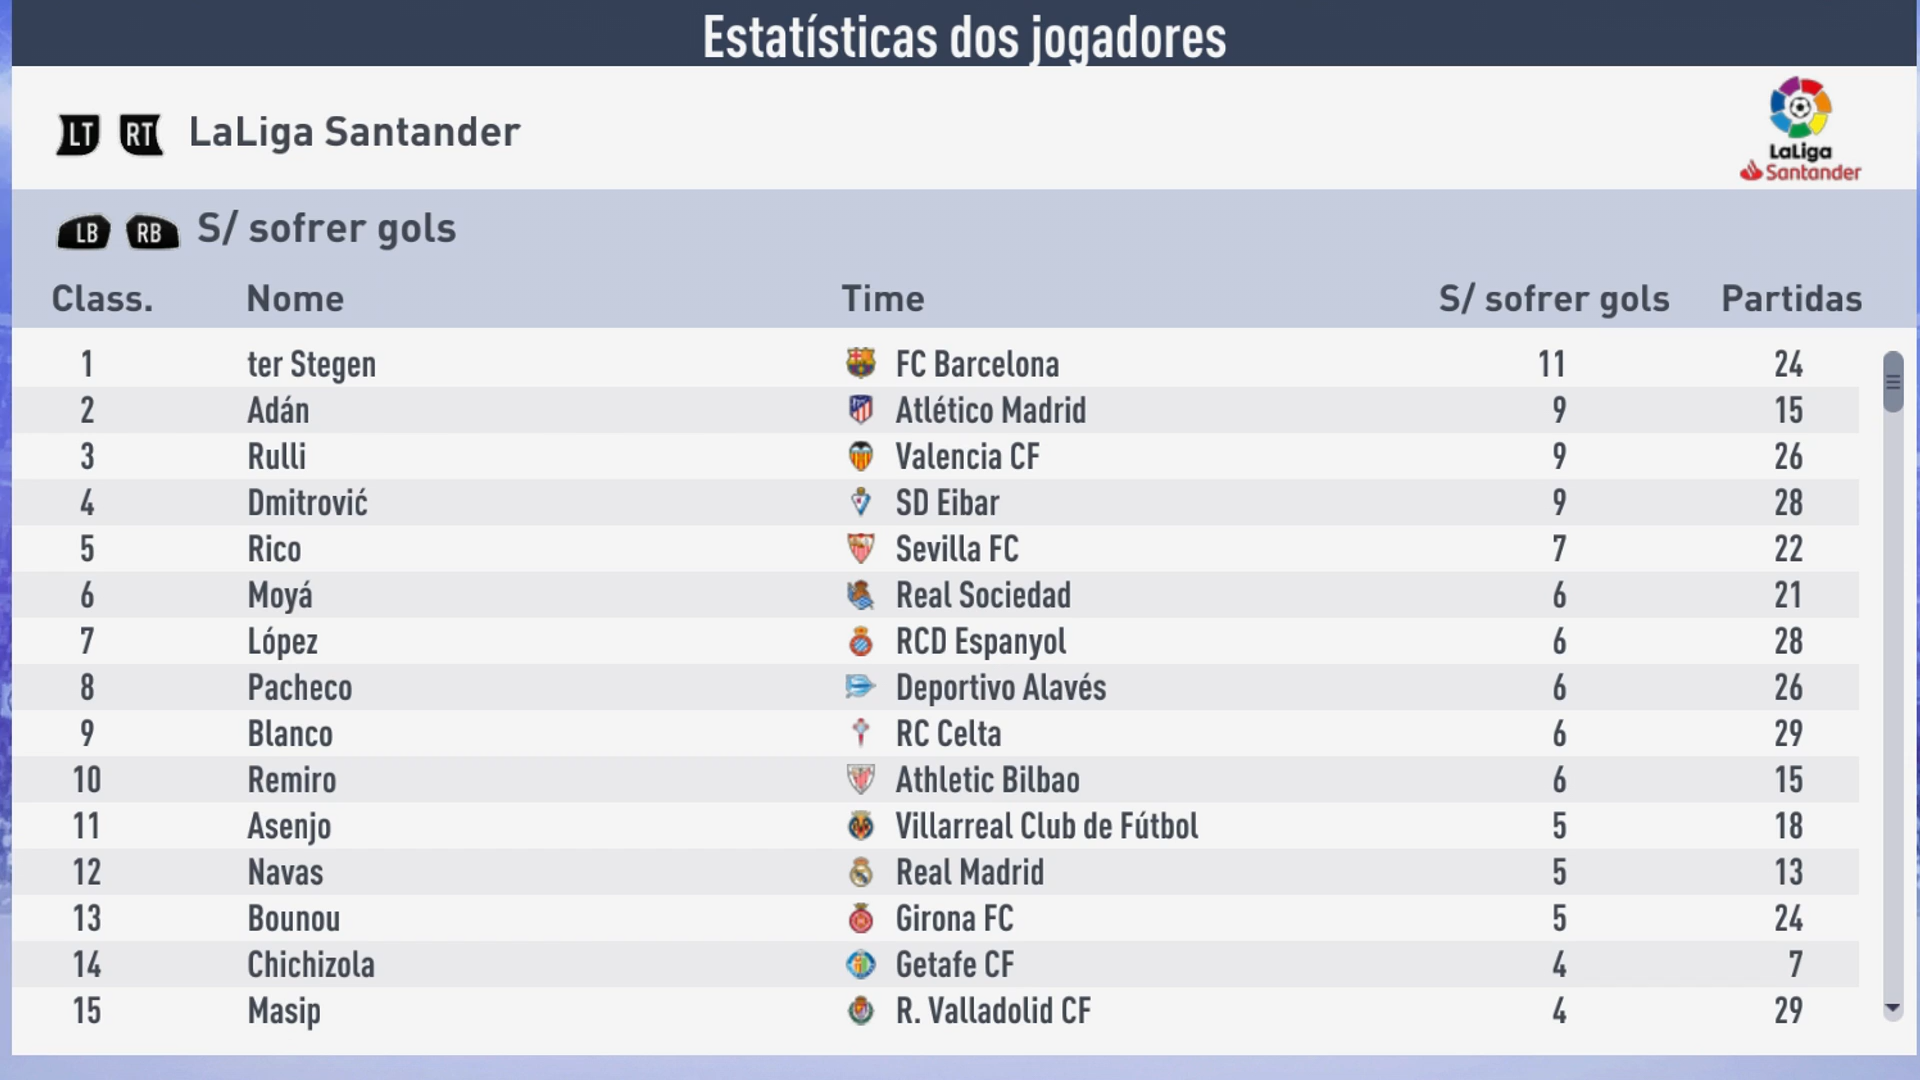 Estatísticas dos jogadores
LT RT LaLiga Santander
LaLiga
Santander
LB RB S/ sofrer gols
Class. Nome Time S/ sofrer gols Partidas
1 ter Stegen FC Barcelona 11 24
2 Adán Atlético Madrid 9 15
3 Rulli Valencia CF 9 26
4 Dmitrović SD Eibar 9 28
5 Rico Sevilla FC 7 22
6 Moyá Real Sociedad 6 21
7 López RCD Espanyol 6 28
8 Pacheco Deportivo Alavés 6 26
9 Blanco RC Celta 6 29
10 Remiro Athletic Bilbao 6 15
11 Asenjo Villarreal Club de Fútbol 5 18
12 Navas Real Madrid 5 13
13 Bounou Girona FC 5 24
14 Chichizola Getafe CF 4 7
15 Masip R. Valladolid CF 4 29